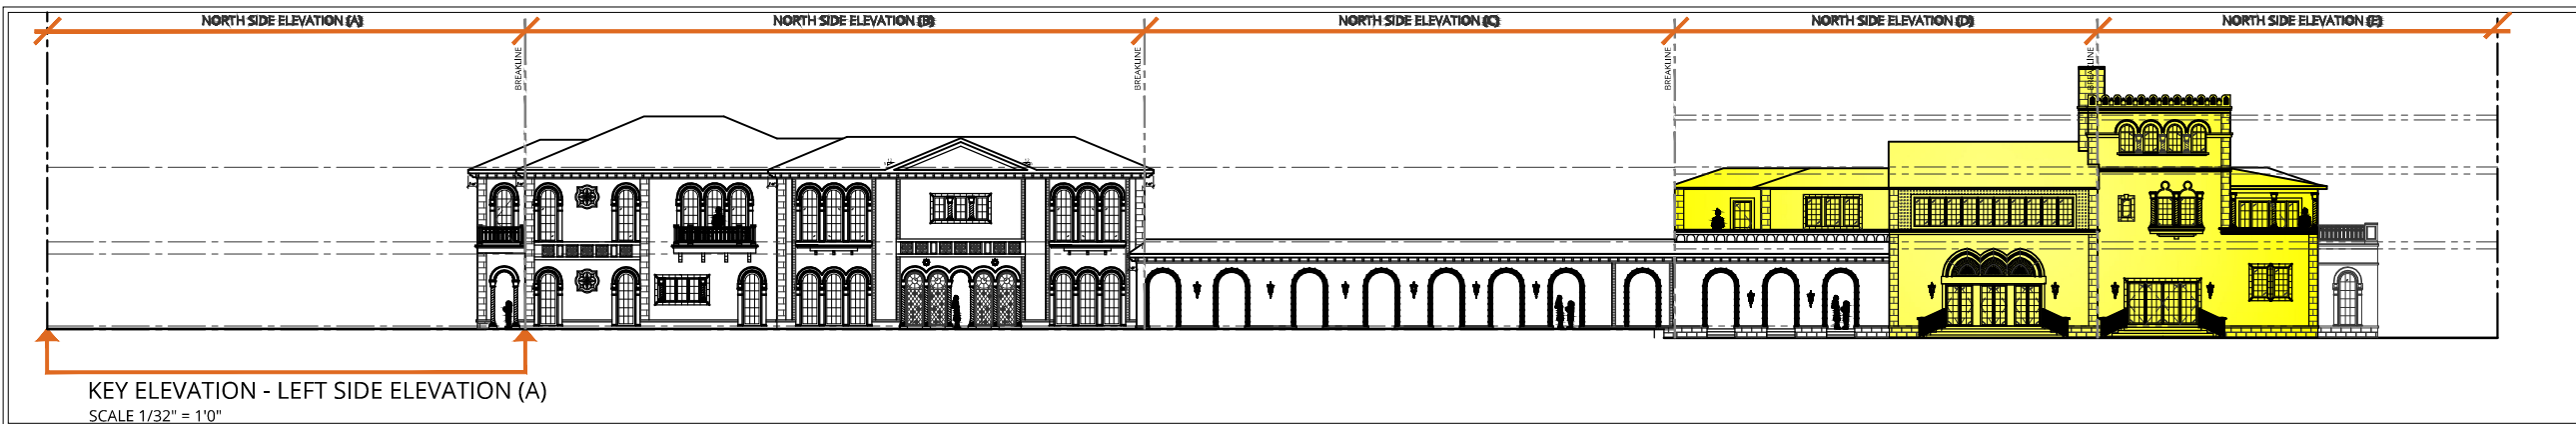 NORTH SIDE ELEVATION (A)
NORTH SIDE ELEVATION (B)
NORTH SIDE ELEVATION (C)
NORTH SIDE ELEVATION (D)
NORTH SIDE ELEVATION (E)
BREAKLINE
BREAKLINE
BREAKLINE
BREAKLINE
KEY ELEVATION - LEFT SIDE ELEVATION (A)
SCALE 1/32" = 1'0"